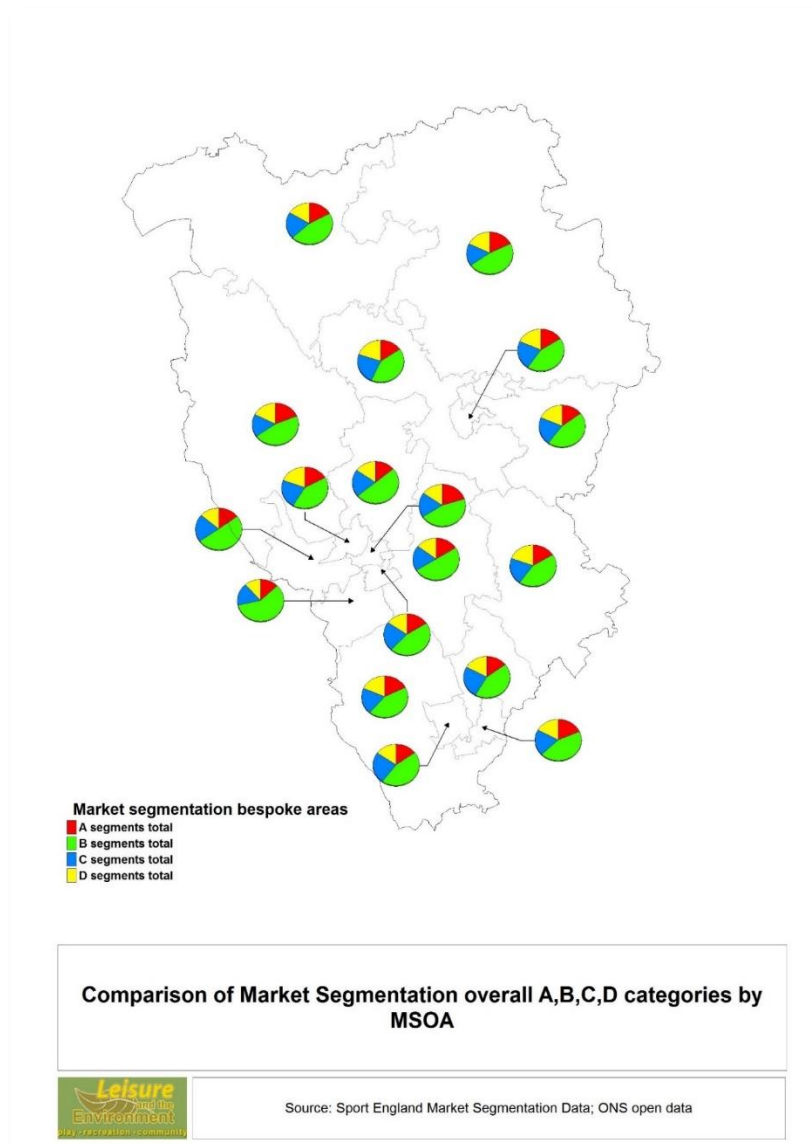 Market segmentation bespoke areas
A segments total
B segments total
C segments total
D segments total
Comparison of Market Segmentation overall A,B,C,D categories by
MSOA
Leisure
and the
Environment
play - recreation - community
Source: Sport England Market Segmentation Data; ONS open data